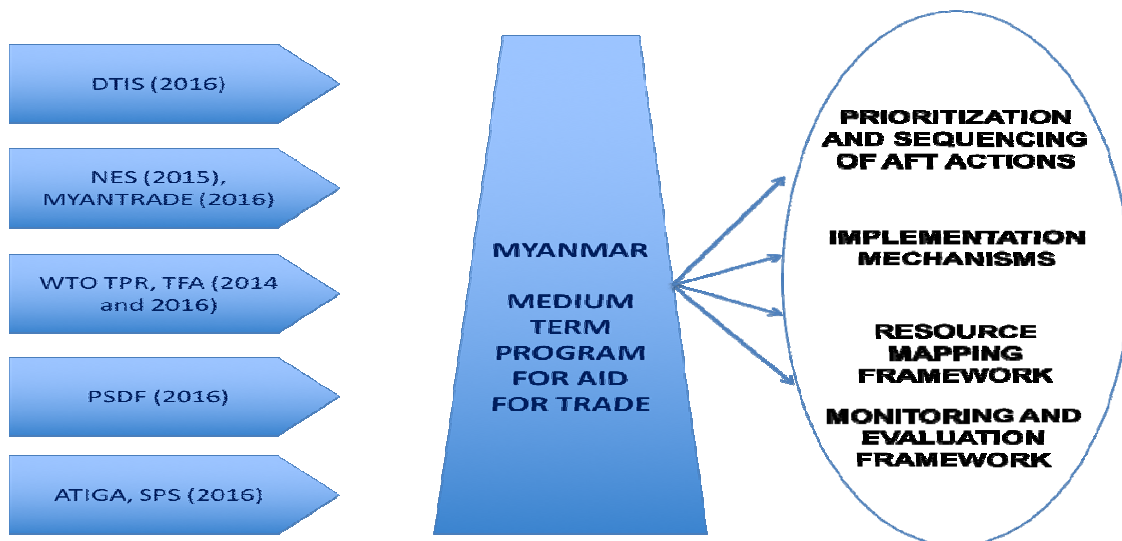 DTIS (2016)
NES (2015),
MYANTRADE (2016)
WTO TPR, TFA (2014
and 2016)
PSDF (2016)
ATIGA, SPS (2016)
MYANMAR
MEDIUM
TERM
PROGRAM
FOR AID
FOR TRADE
PRIORITIZATION
AND SEQUENCING
OF AFT ACTIONS
IMPLEMENTATION
MECHANISMS
RESOURCE
MAPPING
FRAMEWORK
MONITORING AND
EVALUATION
FRAMEWORK